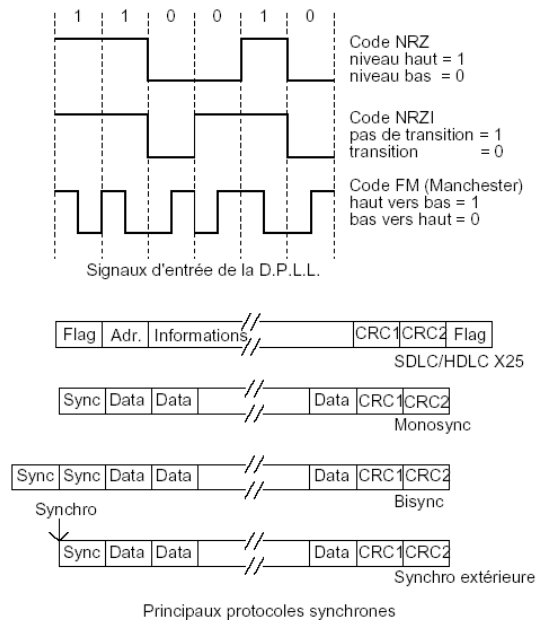 1 1 0 0 1 0
Code NRZ
niveau haut = 1
niveau bas = 0
Code NRZI
pas de transition = 1
transition = 0
Code FM (Manchester)
haut vers bas = 1
bas vers haut = 0
Signaux d'entrée de la D.P.L.L.
Flag Adr. Informations CRC1 CRC2 Flag
SDLC/HDLC X25
Sync Data Data Data CRC1 CRC2
Monosync
Sync Sync Data Data Data CRC1 CRC2
Bisync
Synchro
Sync Data Data Data CRC1 CRC2
Synchro extérieure
Principaux protocoles synchrones